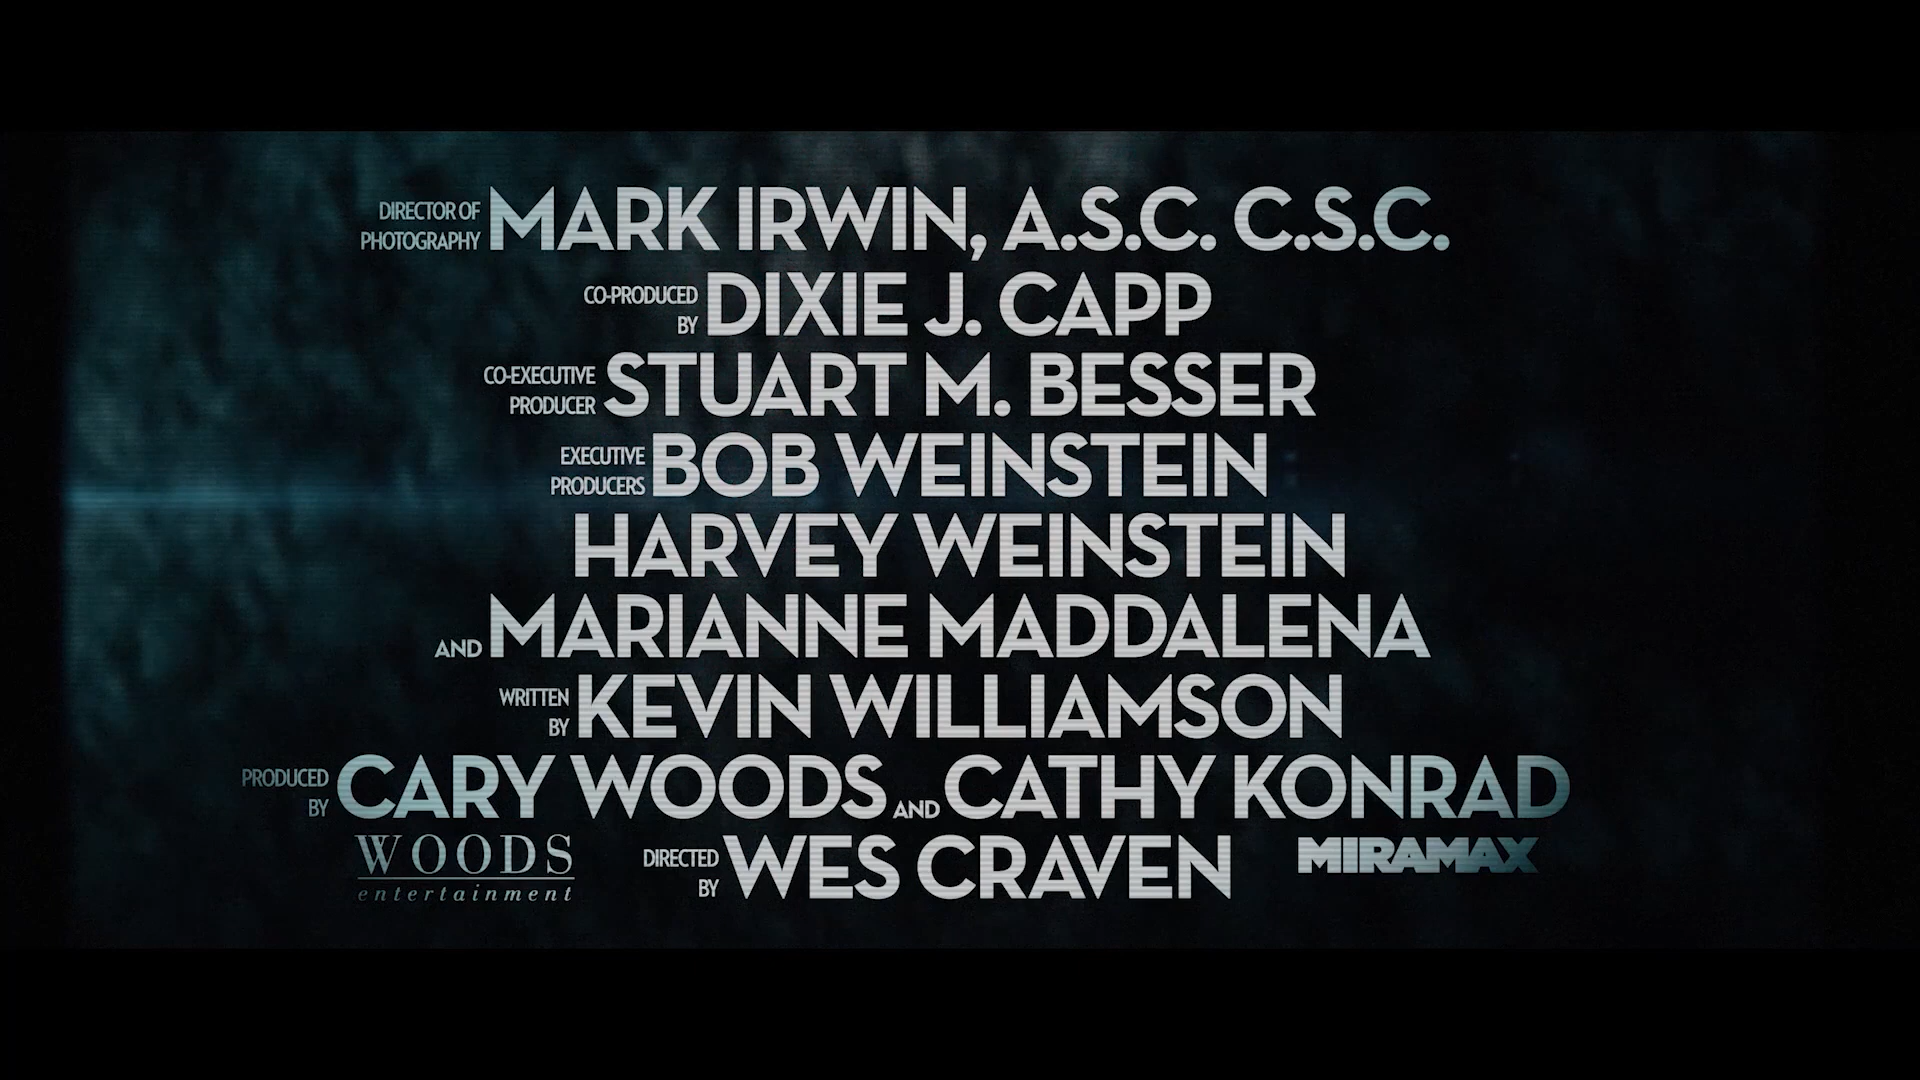 DIRECTOR OF
PHOTOGRAPHY MARK IRWIN, A.S.C. C.S.C.
CO-PRODUCED
BY DIXIE J. CAPP
CO-EXECUTIVE
PRODUCER STUART M. BESSER
EXECUTIVE
PRODUCERS BOB WEINSTEIN
HARVEY WEINSTEIN
AND MARIANNE MADDALENA
WRITTEN
BY KEVIN WILLIAMSON
PRODUCED
BY CARY WOODS AND CATHY KONRAD
WOODS
entertainment
DIRECTED
BY WES CRAVEN
MIRAMAX